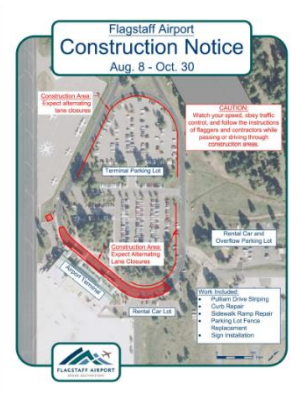 Flagstaff Airport
Construction Notice
Aug. 8 - Oct. 30
Construction Area:
Expect alternating
lane closures
CAUTION:
Watch your speed, obey traffic
control, and follow the instructions
of flaggers and contractors while
passing or driving through
construction areas.
Terminal Parking Lot
Rental Car and
Overflow Parking Lot
Construction Area:
Expect Alternating
Lane Closures
Airport Terminal
Rental Car Lot
Work Included:
• Pulliam Drive Striping
• Curb Repair
• Sidewalk Ramp Repair
• Parking Lot Fence
Replacement
• Sign Installation
FLAGSTAFF AIRPORT